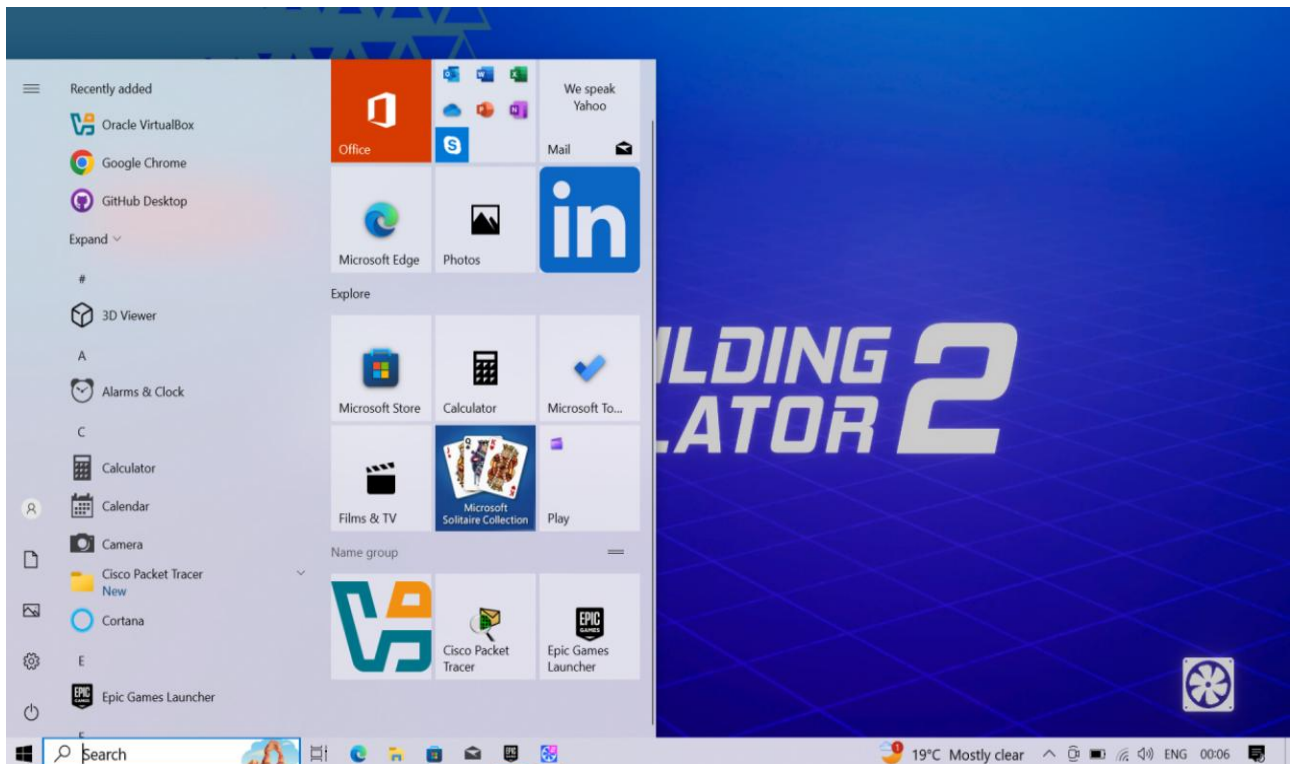 Recently added
Oracle VirtualBox
Google Chrome
GitHub Desktop
Expand
#
3D Viewer
A
Alarms & Clock
C
Calculator
Calendar
Camera
Cisco Packet Tracer
New
Cortana
E
Epic Games Launcher
Office
We speak
Yahoo
Mail
Microsoft Edge
Photos
in
Explore
Microsoft Store
Calculator
Microsoft To...
Films & TV
Microsoft
Solitaire Collection
Play
Name group
Cisco Packet
Tracer
EPIC
GAMES
Epic Games
Launcher
ILDING
LATOR 2
Search
19°C Mostly clear
ENG
00:06